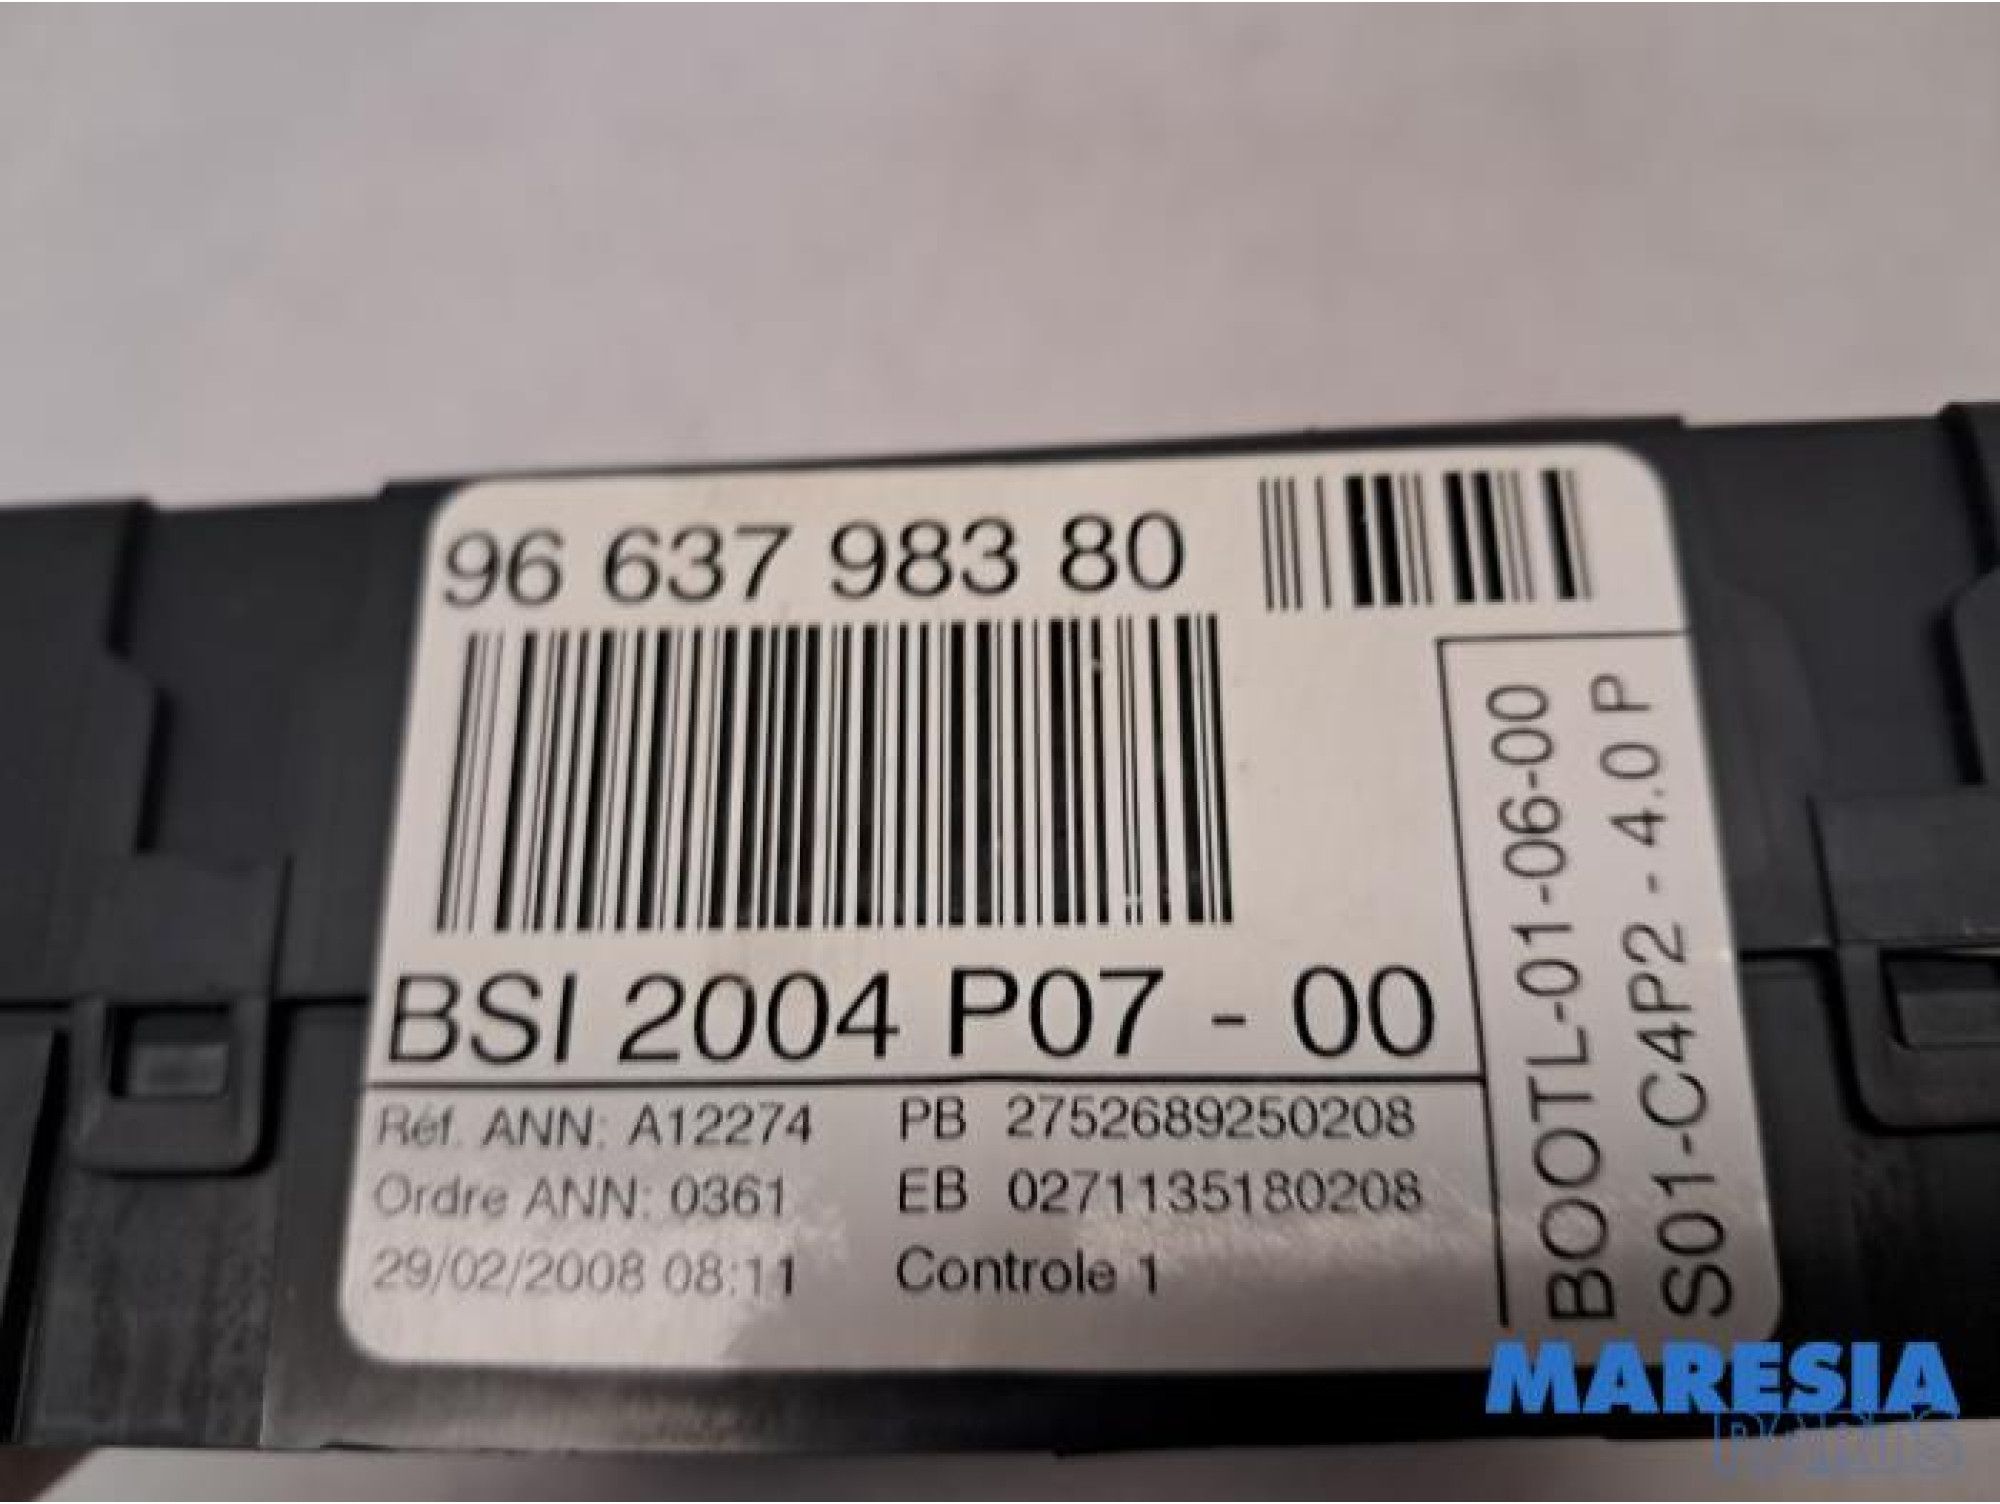 96 637 983 80
BSI 2004 P07 - 00
Réf. ANN: A12274 PB 2752689250208
Ordre ANN: 0361 EB 0271135180208
29/02/2008 08:11 Controle 1
BOOTL-01-06-00
S01-C4P2 - 4.0 P
MARESIA
PARTS